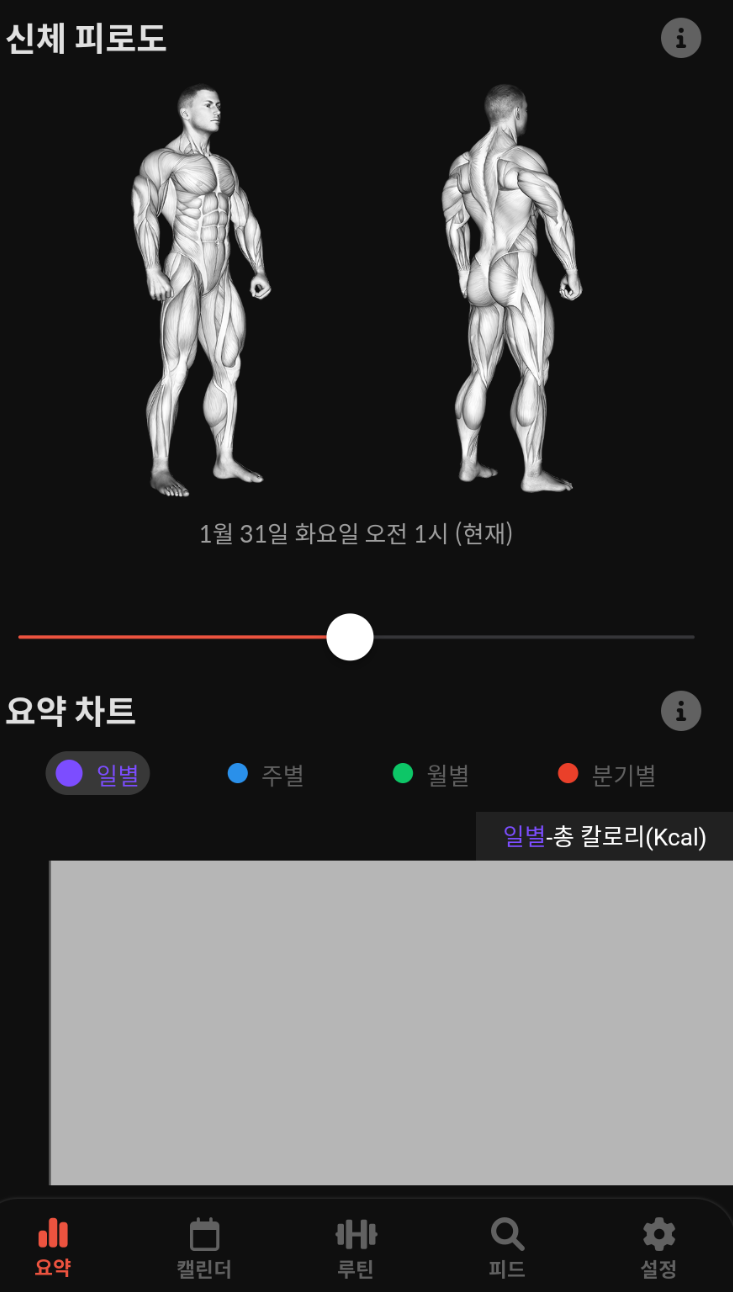 신체 피로도
1월 31일 화요일 오전 1시 (현재)
요약 차트
일별 주별 월별 분기별
일별-총 칼로리(Kcal)
요약 캘린더 루틴 피드 설정